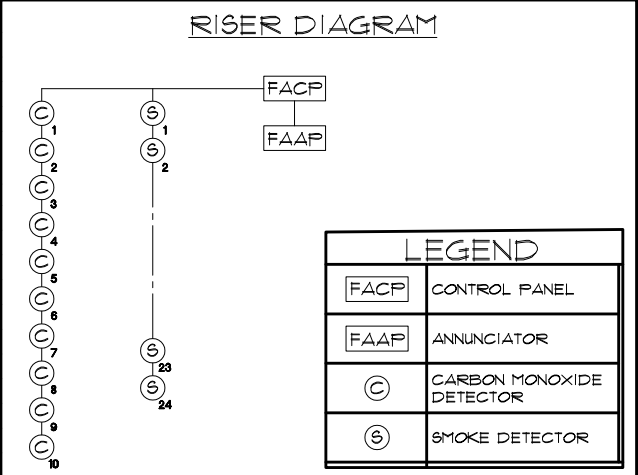 RISER DIAGRAM
FACP
FAAP
C
1
C
2
C
3
C
4
C
5
C
6
C
7
C
8
C
9
C
10
S
1
S
2
S
23
S
24
LEGEND
FACP CONTROL PANEL
FAAP ANNUNCIATOR
C CARBON MONOXIDE
DETECTOR
S SMOKE DETECTOR